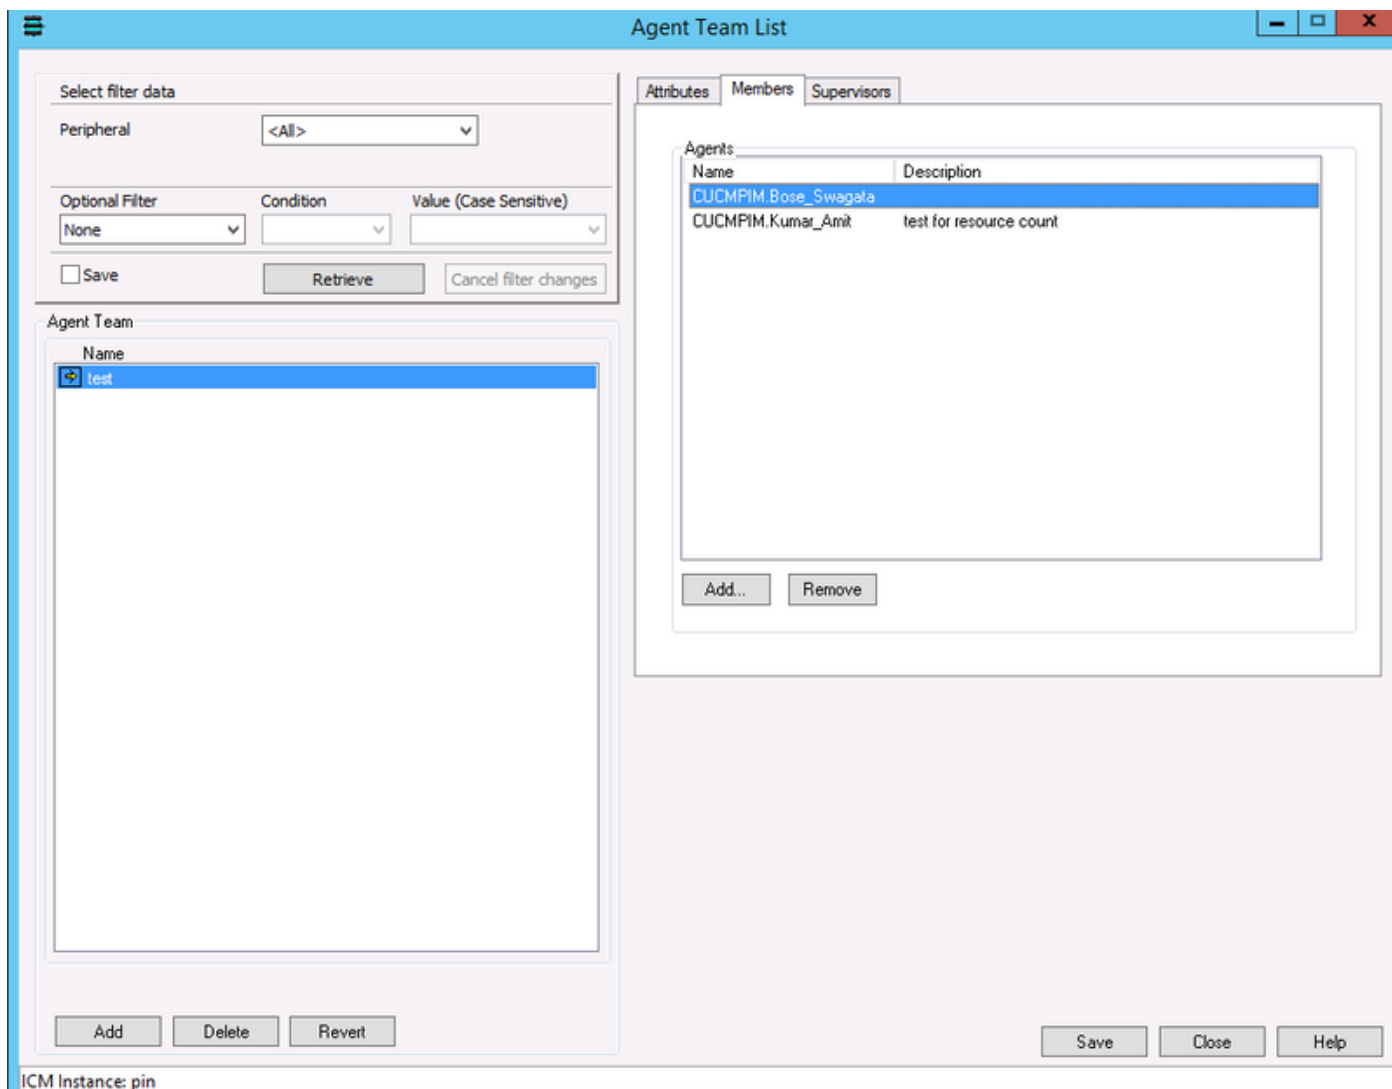 Agent Team List
Select filter data
Peripheral <All>
Optional Filter Condition Value (Case Sensitive)
None
Save Retrieve Cancel filter changes
Agent Team
Name
test
Add Delete Revert
Attributes Members Supervisors
Agents
Name Description
CUCMPIM.Bose_Swagata
CUCMPIM.Kumar_Amit test for resource count
Add... Remove
Save Close Help
ICM Instance: pin